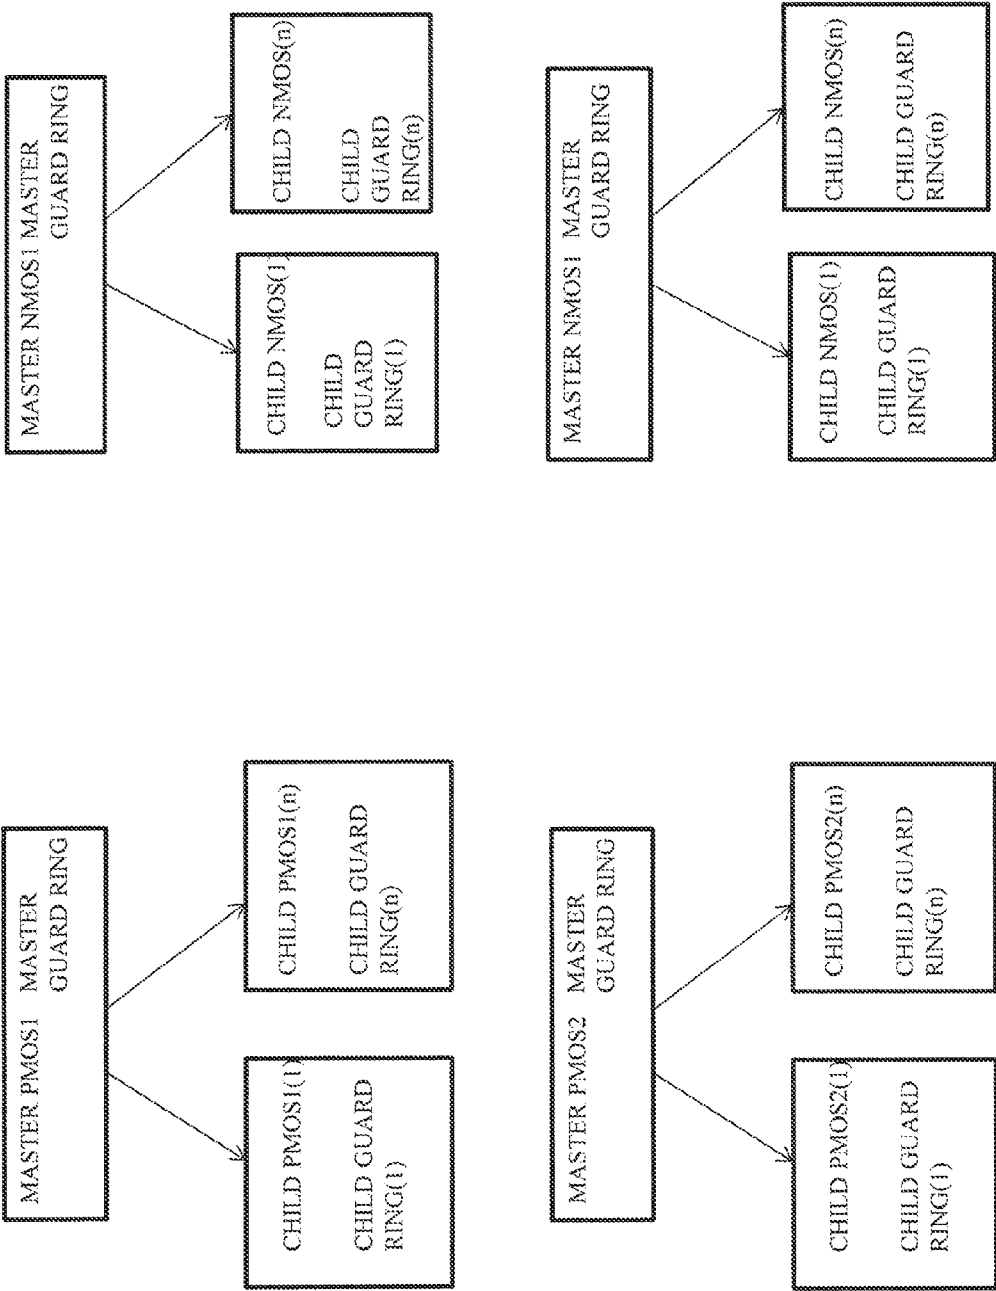 MASTER PMOS1 MASTER
GUARD RING
CHILD PMOS1(1)
CHILD GUARD
RING(1)
CHILD PMOS1(n)
CHILD GUARD
RING(n)
MASTER NMOS1 MASTER
GUARD RING
CHILD NMOS(1)
CHILD
GUARD
RING(1)
CHILD NMOS(n)
CHILD
GUARD
RING(n)
MASTER PMOS2 MASTER
GUARD RING
CHILD PMOS2(1)
CHILD GUARD
RING(1)
CHILD PMOS2(n)
CHILD GUARD
RING(n)
MASTER NMOS1 MASTER
GUARD RING
CHILD NMOS(1)
CHILD GUARD
RING(1)
CHILD NMOS(n)
CHILD GUARD
RING(n)